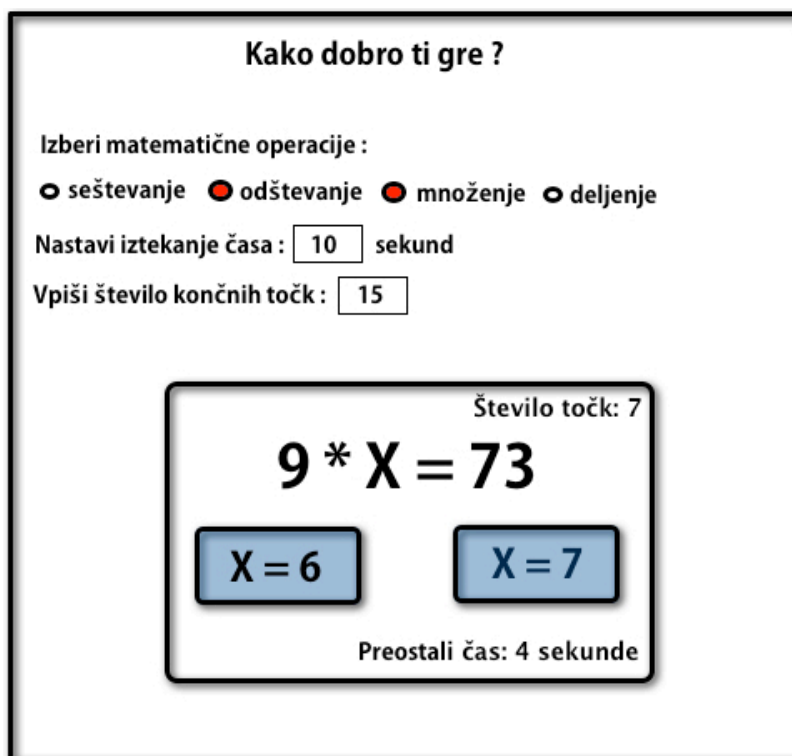 Kako dobro ti gre ?
Izberi matematične operacije :
seštevanje odštevanje množenje deljenje
Nastavi iztekanje časa : 10 sekund
Vpiši število končnih točk : 15
Število točk: 7
9 * X = 73
X = 6 X = 7
Preostali čas: 4 sekunde